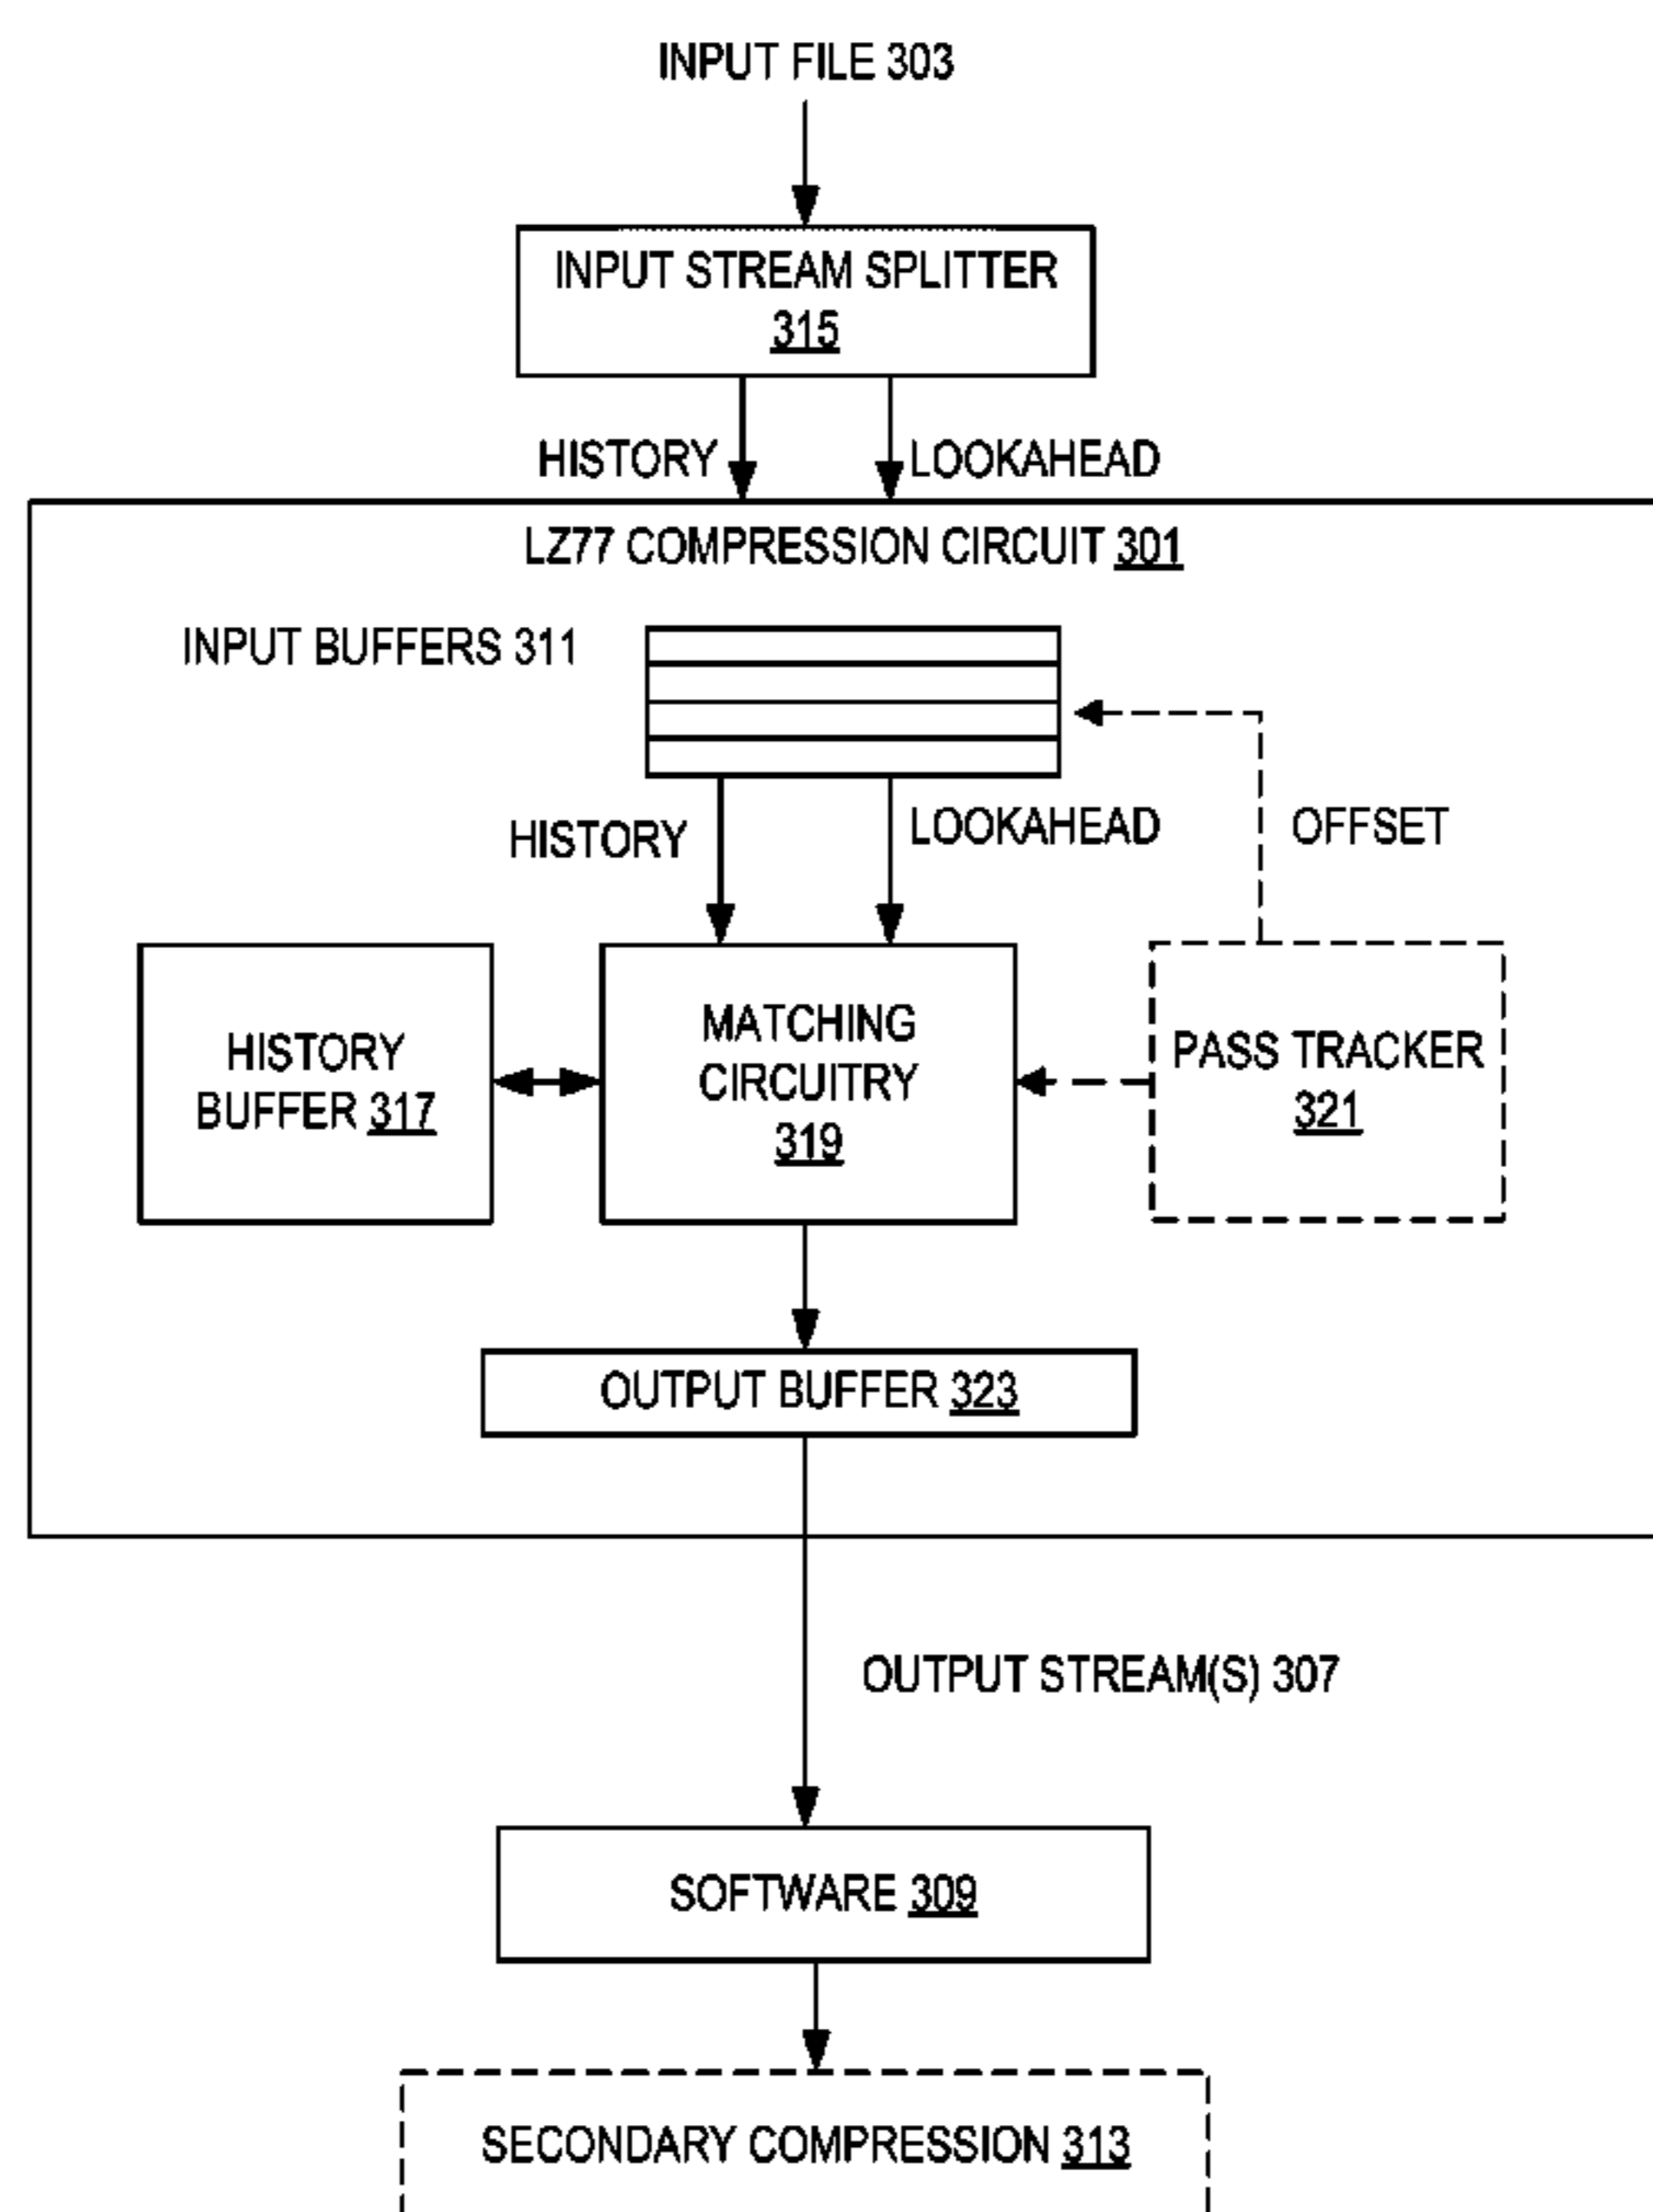 INPUT FILE 303
INPUT STREAM SPLITTER
315
HISTORY
LOOKAHEAD
LZ77 COMPRESSION CIRCUIT 301
INPUT BUFFERS 311
HISTORY
LOOKAHEAD
OFFSET
HISTORY
BUFFER 317
MATCHING
CIRCUITRY
319
PASS TRACKER
321
OUTPUT BUFFER 323
OUTPUT STREAM(S) 307
SOFTWARE 309
SECONDARY COMPRESSION 313